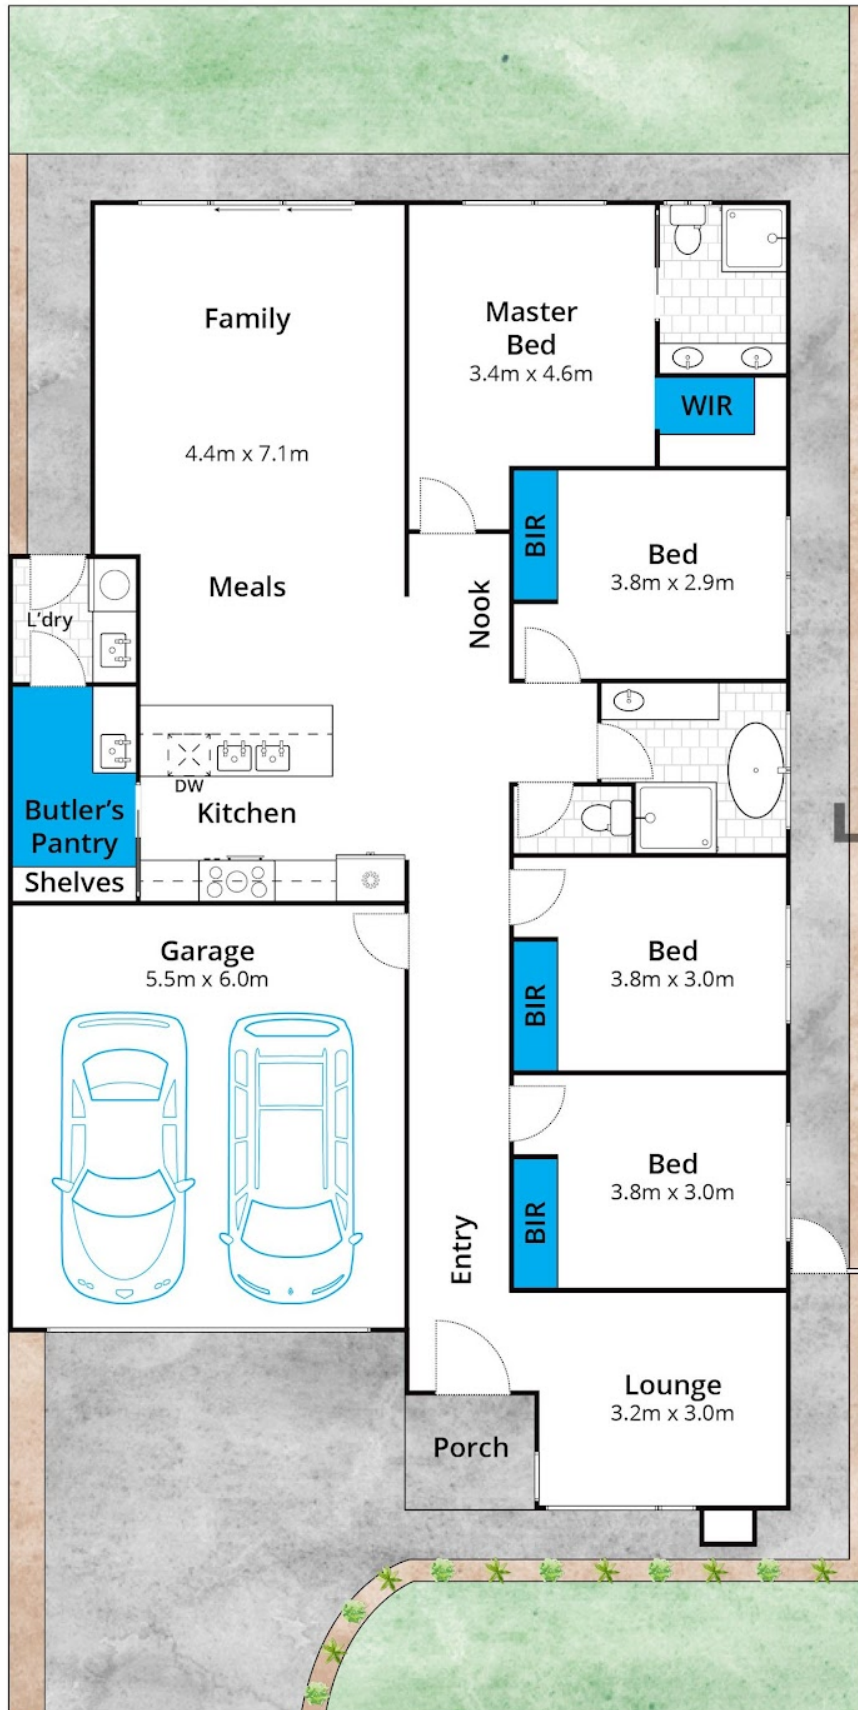 Family
4.4m x 7.1m
Master
Bed
3.4m x 4.6m
WIR
BIR
Bed
3.8m x 2.9m
Meals
Nook
L'dry
DW
Kitchen
Butler's
Pantry
Shelves
Garage
5.5m x 6.0m
Bed
3.8m x 3.0m
BIR
Bed
3.8m x 3.0m
BIR
Entry
Lounge
3.2m x 3.0m
Porch